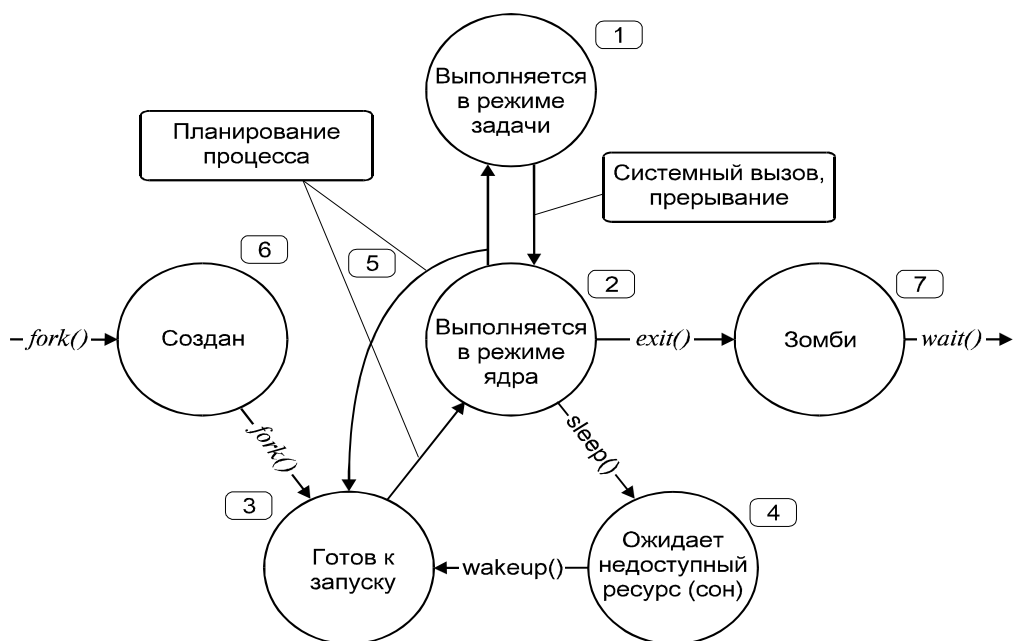 1
Выполняется
в режиме
задачи
Планирование
процесса
Системный вызов,
прерывание
6
5
2
7
fork()
Создан
Выполняется
в режиме
ядра
exit()
Зомби
wait()
fork()
sleep()
3
4
Готов к
запуску
wakeup()
Ожидает
недоступный
ресурс (сон)